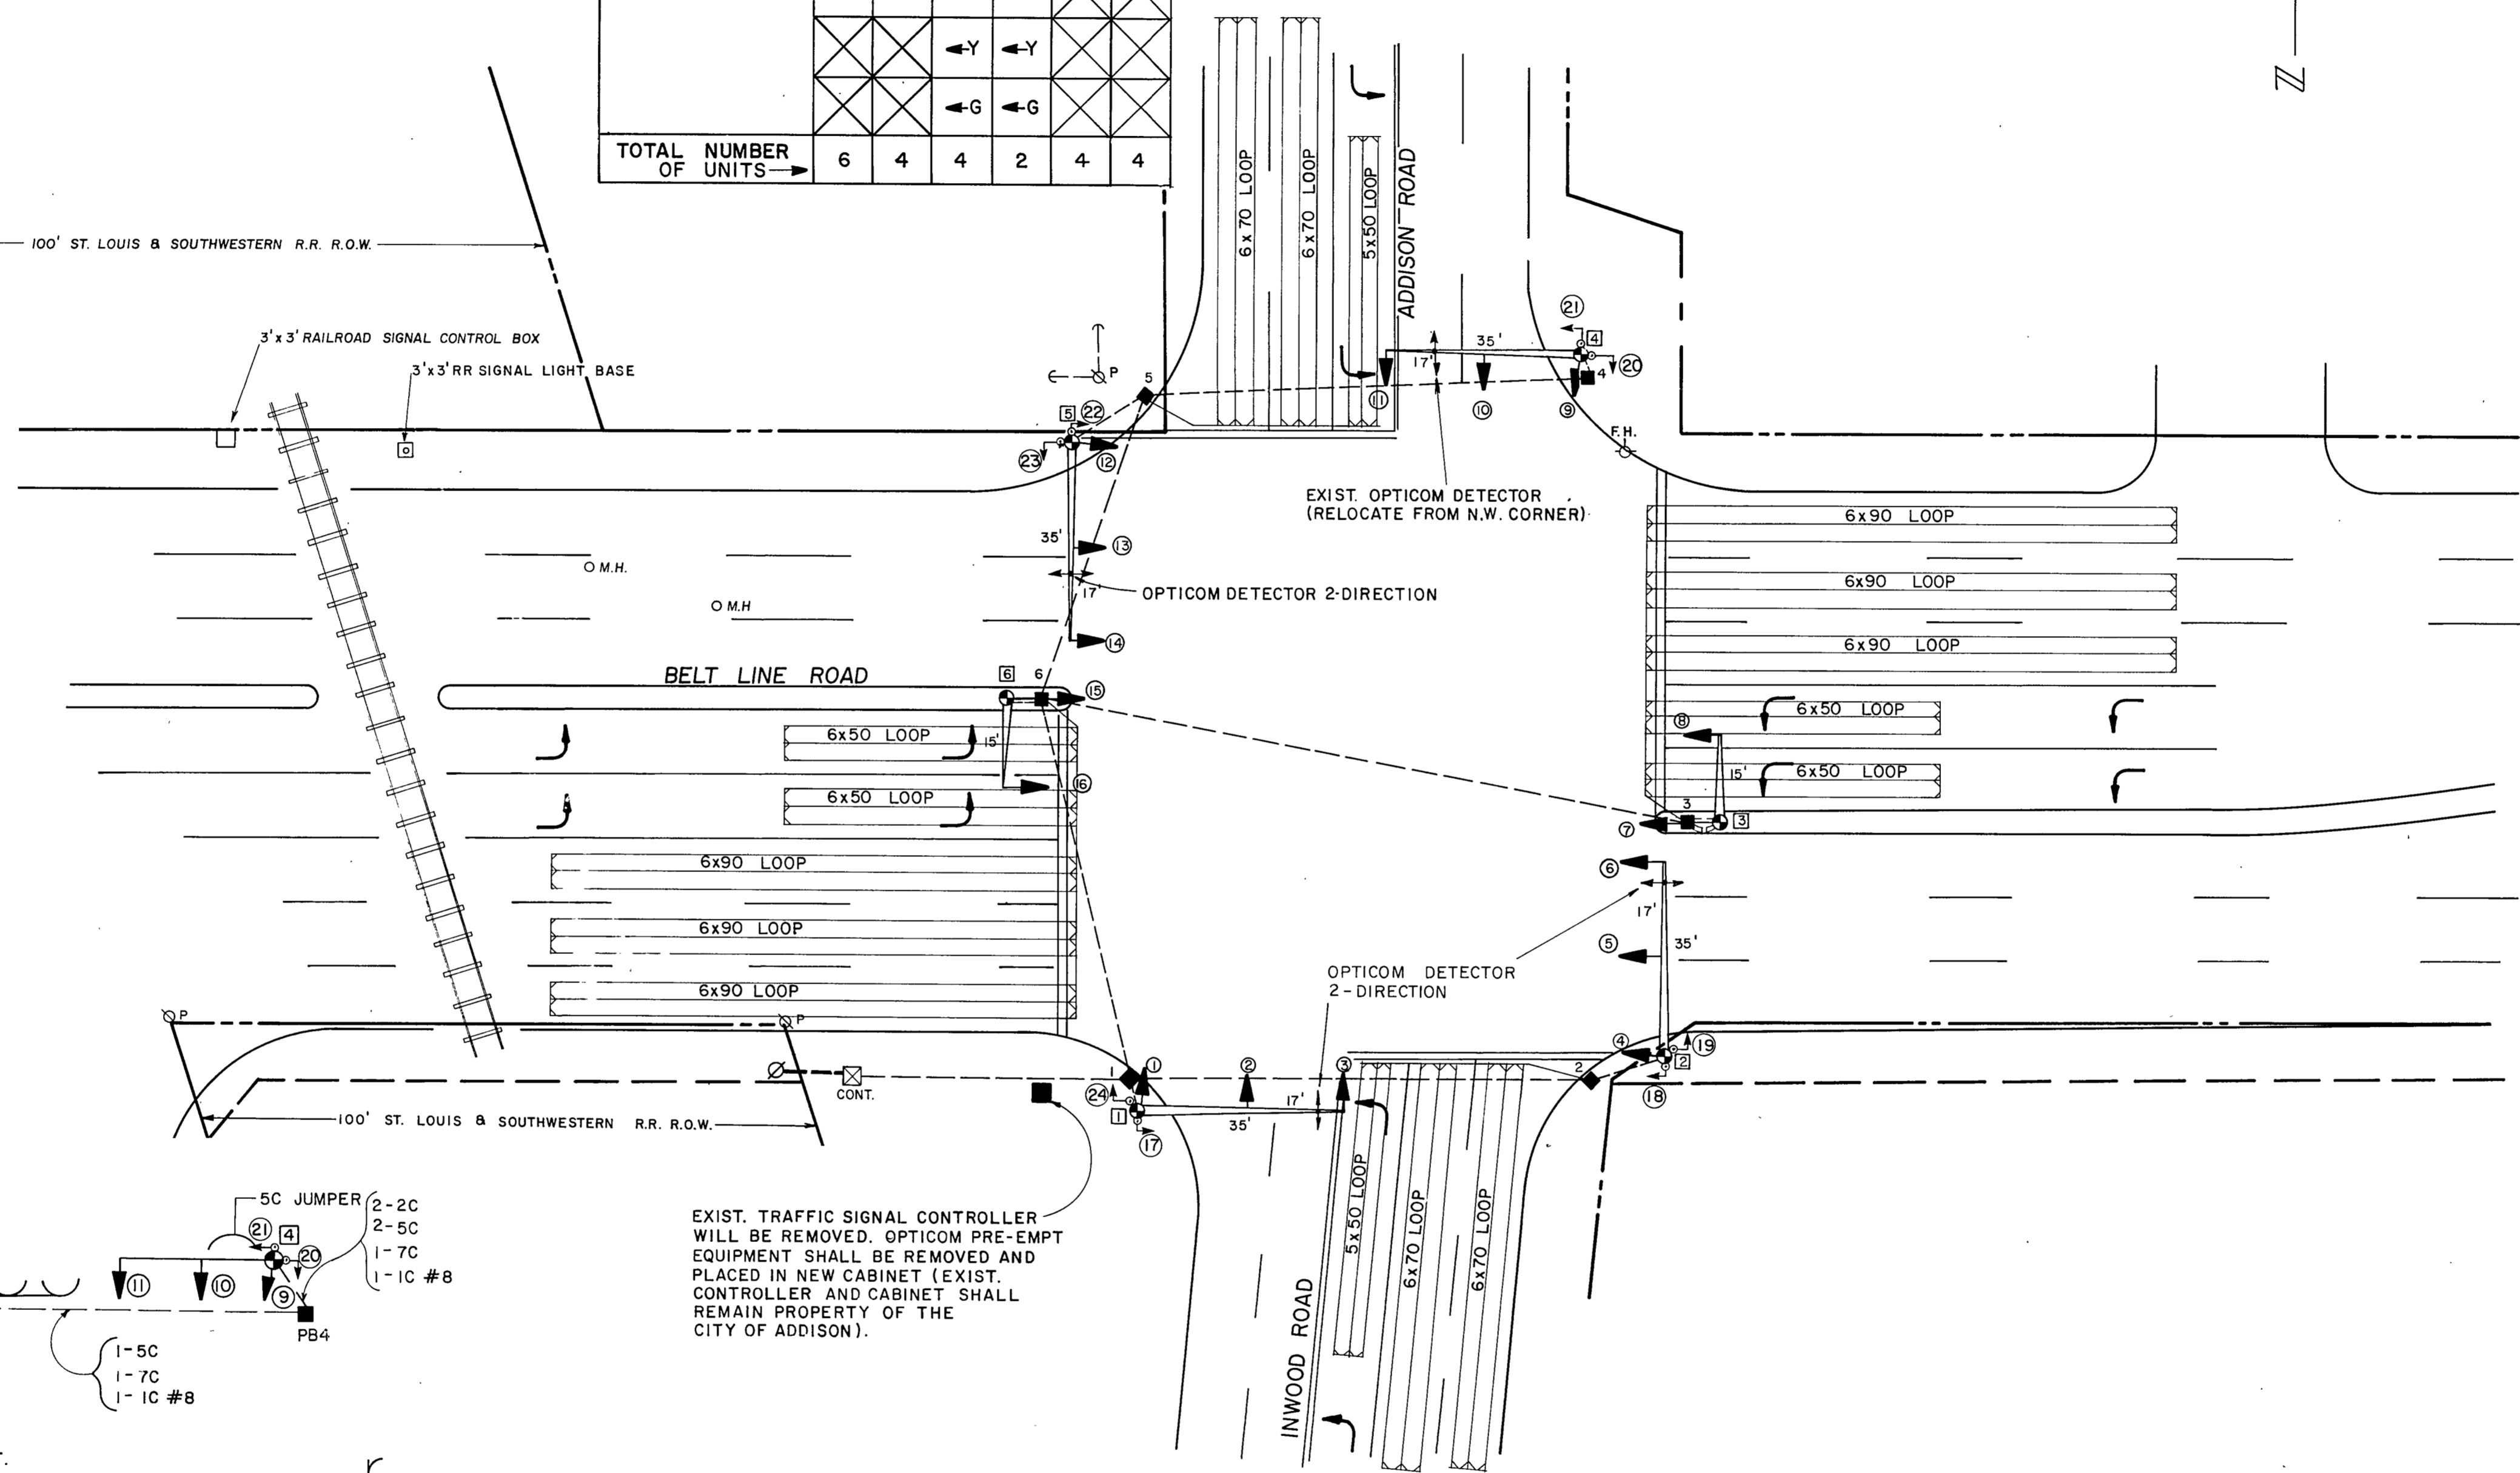 ←Y ←Y
←G ←G
TOTAL NUMBER
OF UNITS→
6 4 4 2 4 4
N
100' ST. LOUIS & SOUTHWESTERN R.R. R.O.W.
3'x3' RAILROAD SIGNAL CONTROL BOX
3'x3' RR SIGNAL LIGHT BASE
6x70 LOOP
6x70 LOOP
5x50 LOOP
ADDISON ROAD
21
4
35'
17'
20
4
11
10
9
F.H.
P
5
5
22
23
12
EXIST. OPTICOM DETECTOR
(RELOCATE FROM N.W. CORNER)
35'
13
17'
OPTICOM DETECTOR 2-DIRECTION
14
M.H.
M.H
BELT LINE ROAD
6
6
15
15'
16
6x50 LOOP
6x50 LOOP
6x90 LOOP
6x90 LOOP
6x90 LOOP
6x90 LOOP
6x90 LOOP
6x90 LOOP
6x50 LOOP
6x50 LOOP
8
15'
3
3
7
6
17'
5
35'
OPTICOM DETECTOR
2-DIRECTION
4
19
2
2
18
P
P
CONT.
1
1
24
1
17
2
3
17'
35'
100' ST. LOUIS & SOUTHWESTERN R.R. R.O.W.
EXIST. TRAFFIC SIGNAL CONTROLLER
WILL BE REMOVED. OPTICOM PRE-EMPT
EQUIPMENT SHALL BE REMOVED AND
PLACED IN NEW CABINET (EXIST.
CONTROLLER AND CABINET SHALL
REMAIN PROPERTY OF THE
CITY OF ADDISON).
5x50 LOOP
6x70 LOOP
6x70 LOOP
INWOOD ROAD
5C JUMPER
2-2C
2-5C
1-7C
1-1C #8
21
4
20
11
10
9
PB4
1-5C
1-7C
1-1C #8